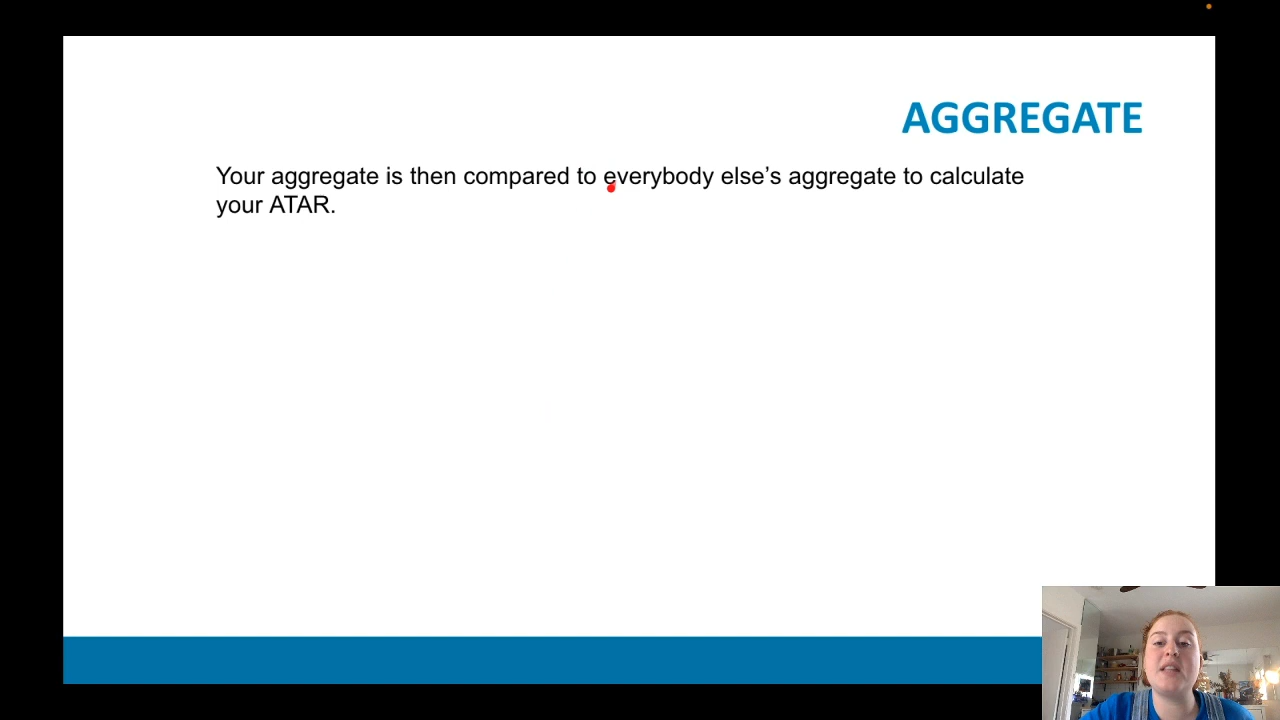 AGGREGATE
Your aggregate is then compared to everybody else’s aggregate to calculate
your ATAR.